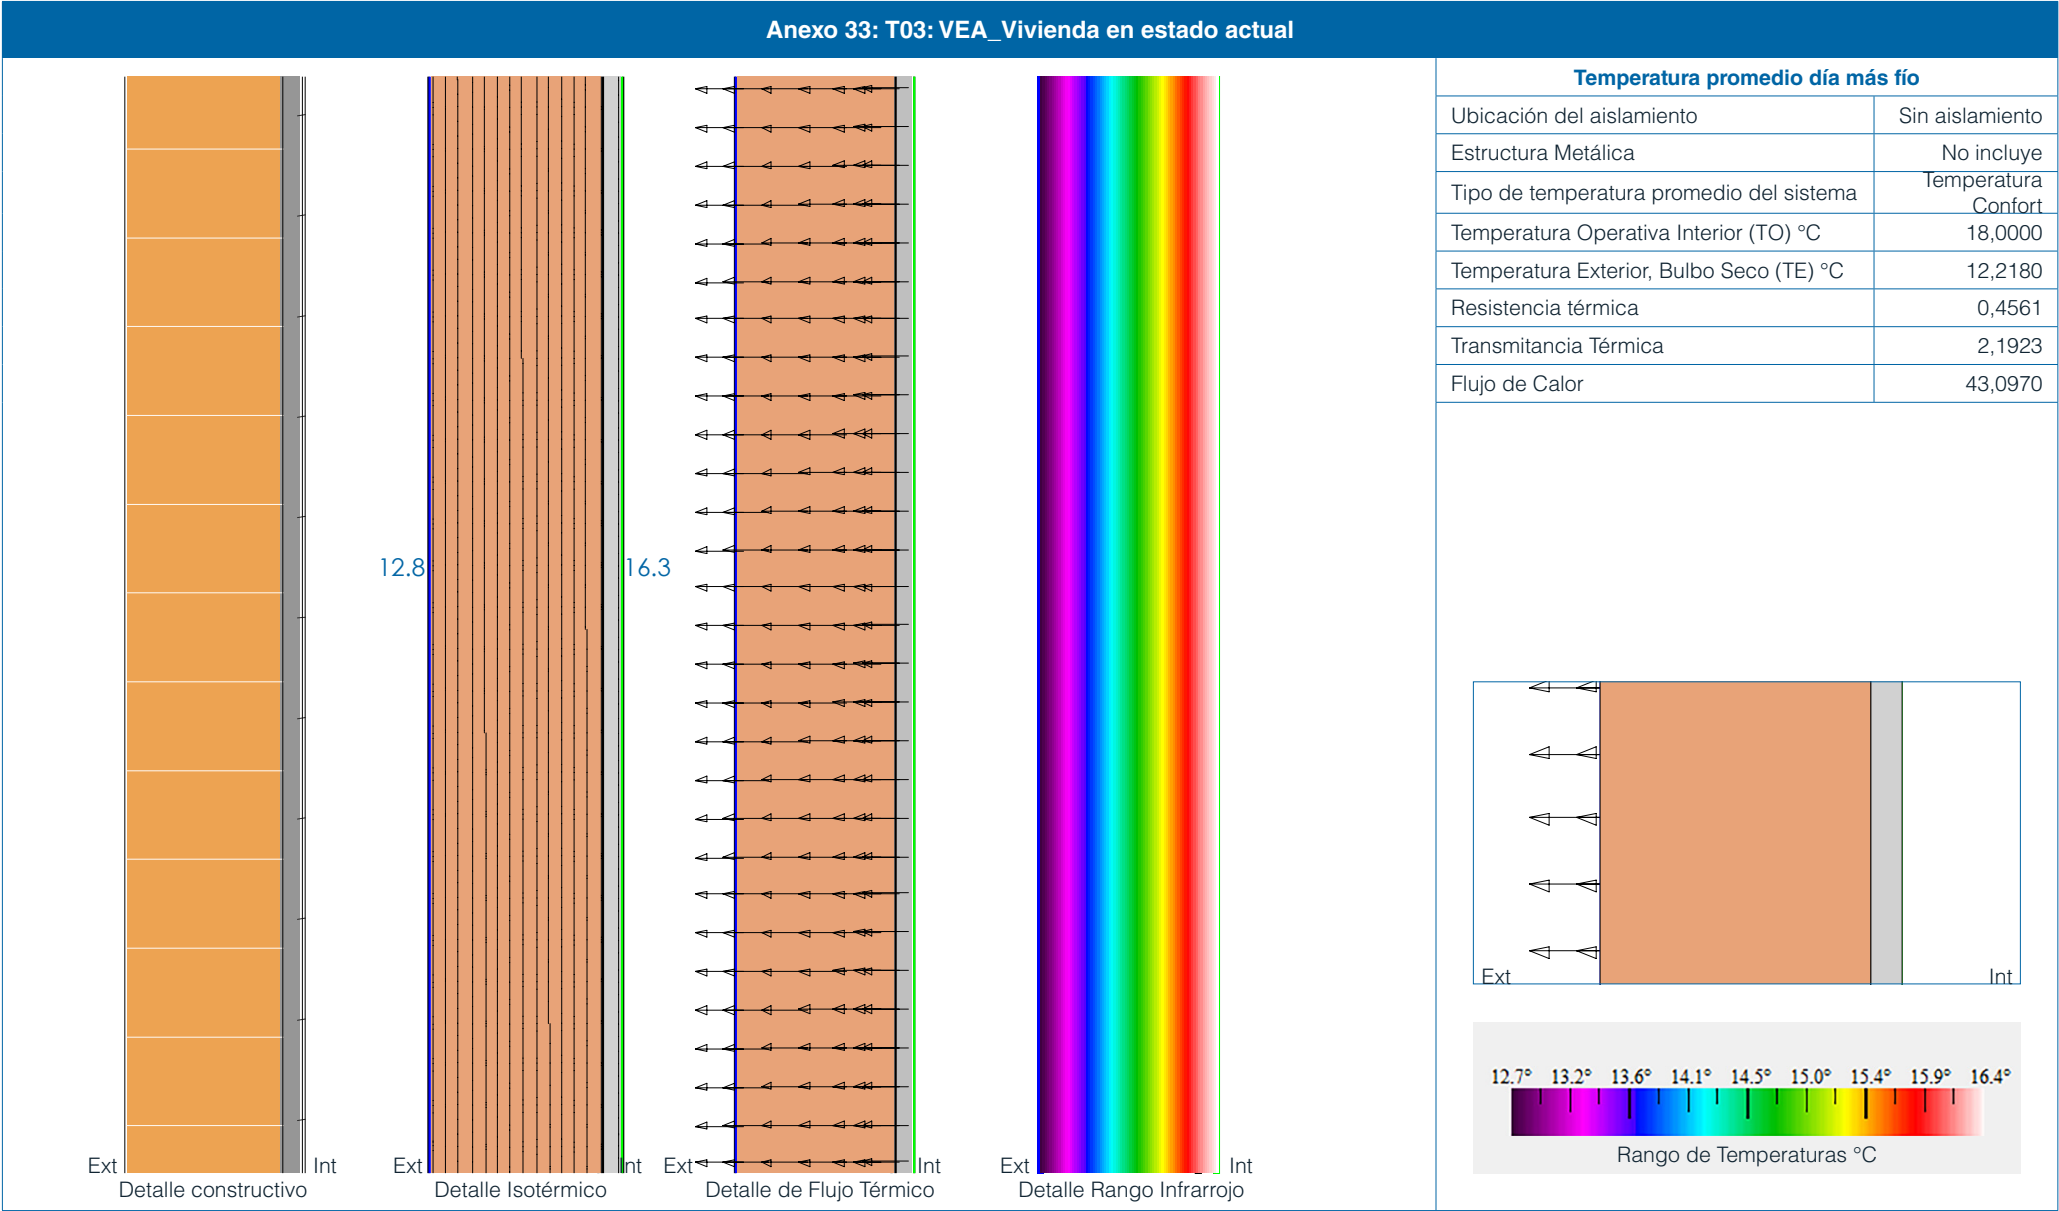 Anexo 33: T03: VEA_Vivienda en estado actual
12.8
16.3
Ext
Int
Detalle constructivo
Ext
Int
Detalle Isotérmico
Ext
Int
Detalle de Flujo Térmico
Ext
Int
Detalle Rango Infrarrojo
Temperatura promedio día más fío
Ubicación del aislamiento Sin aislamiento
Estructura Metálica No incluye
Tipo de temperatura promedio del sistema Temperatura
Confort
Temperatura Operativa Interior (TO) °C 18,0000
Temperatura Exterior, Bulbo Seco (TE) °C 12,2180
Resistencia térmica 0,4561
Transmitancia Térmica 2,1923
Flujo de Calor 43,0970
Ext
Int
12.7° 13.2° 13.6° 14.1° 14.5° 15.0° 15.4° 15.9° 16.4°
Rango de Temperaturas °C